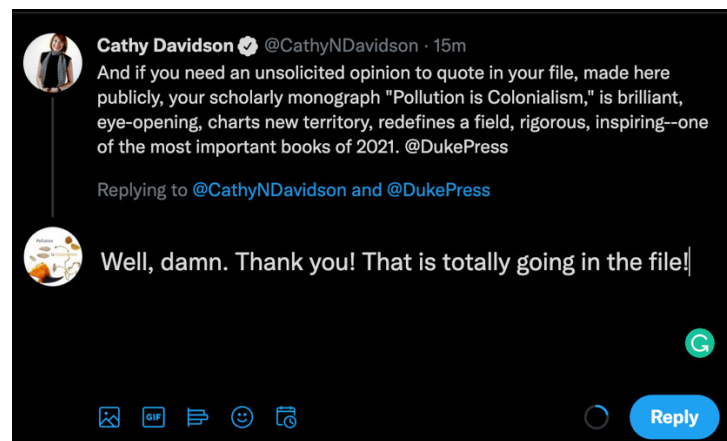 Cathy Davidson @CathyNDavidson · 15m
And if you need an unsolicited opinion to quote in your file, made here
publicly, your scholarly monograph "Pollution is Colonialism," is brilliant,
eye-opening, charts new territory, redefines a field, rigorous, inspiring--one
of the most important books of 2021. @DukePress
Replying to @CathyNDavidson and @DukePress
Pollution
Is Colonialism
Well, damn. Thank you! That is totally going in the file!
G
GIF
Reply